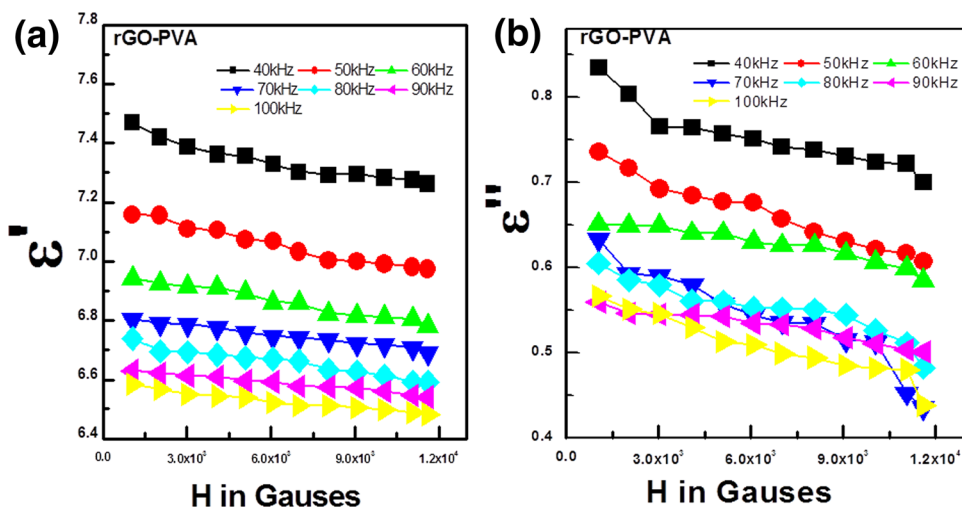 (a)
rGO-PVA
40kHz 50kHz 60kHz
70kHz 80kHz 90kHz
100kHz
7.8
7.6
7.4
7.2
7.0
6.8
6.6
6.4
ε'
0.0 3.0x10³ 6.0x10³ 9.0x10³ 1.2x10⁴
H in Gauses
(b)
rGO-PVA
40kHz 50kHz 60kHz
70kHz 80kHz 90kHz
100kHz
0.8
0.7
0.6
0.5
0.4
ε''
0.0 3.0x10³ 6.0x10³ 9.0x10³ 1.2x10⁴
H in Gauses